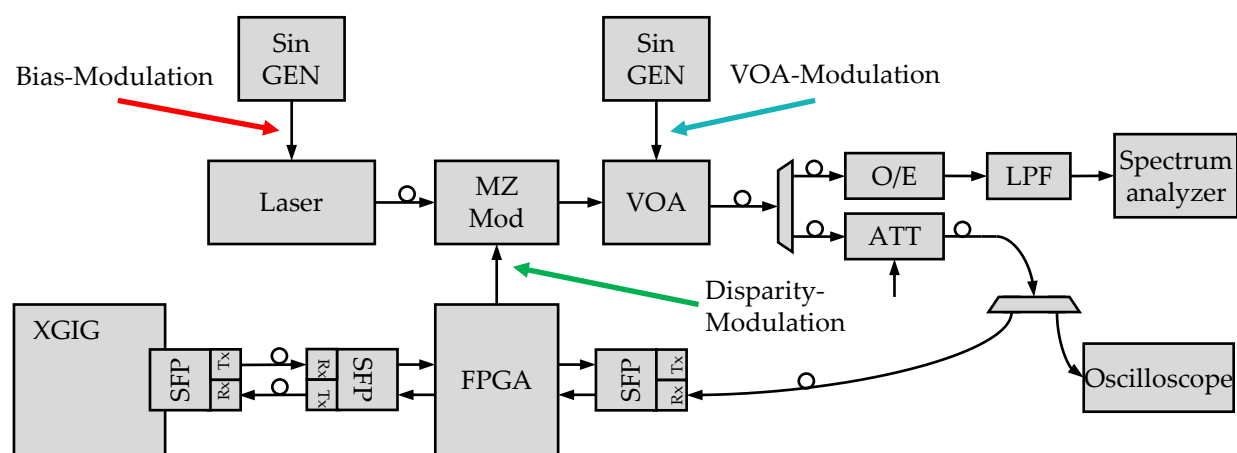 Sin
GEN
Sin
GEN
Bias-Modulation
VOA-Modulation
Laser
MZ
Mod
VOA
O/E
LPF
Spectrum
analyzer
ATT
Disparity-
Modulation
XGIG
SFP
Tx
Rx
Rx
Tx
SFP
FPGA
SFP
Tx
Rx
Oscilloscope